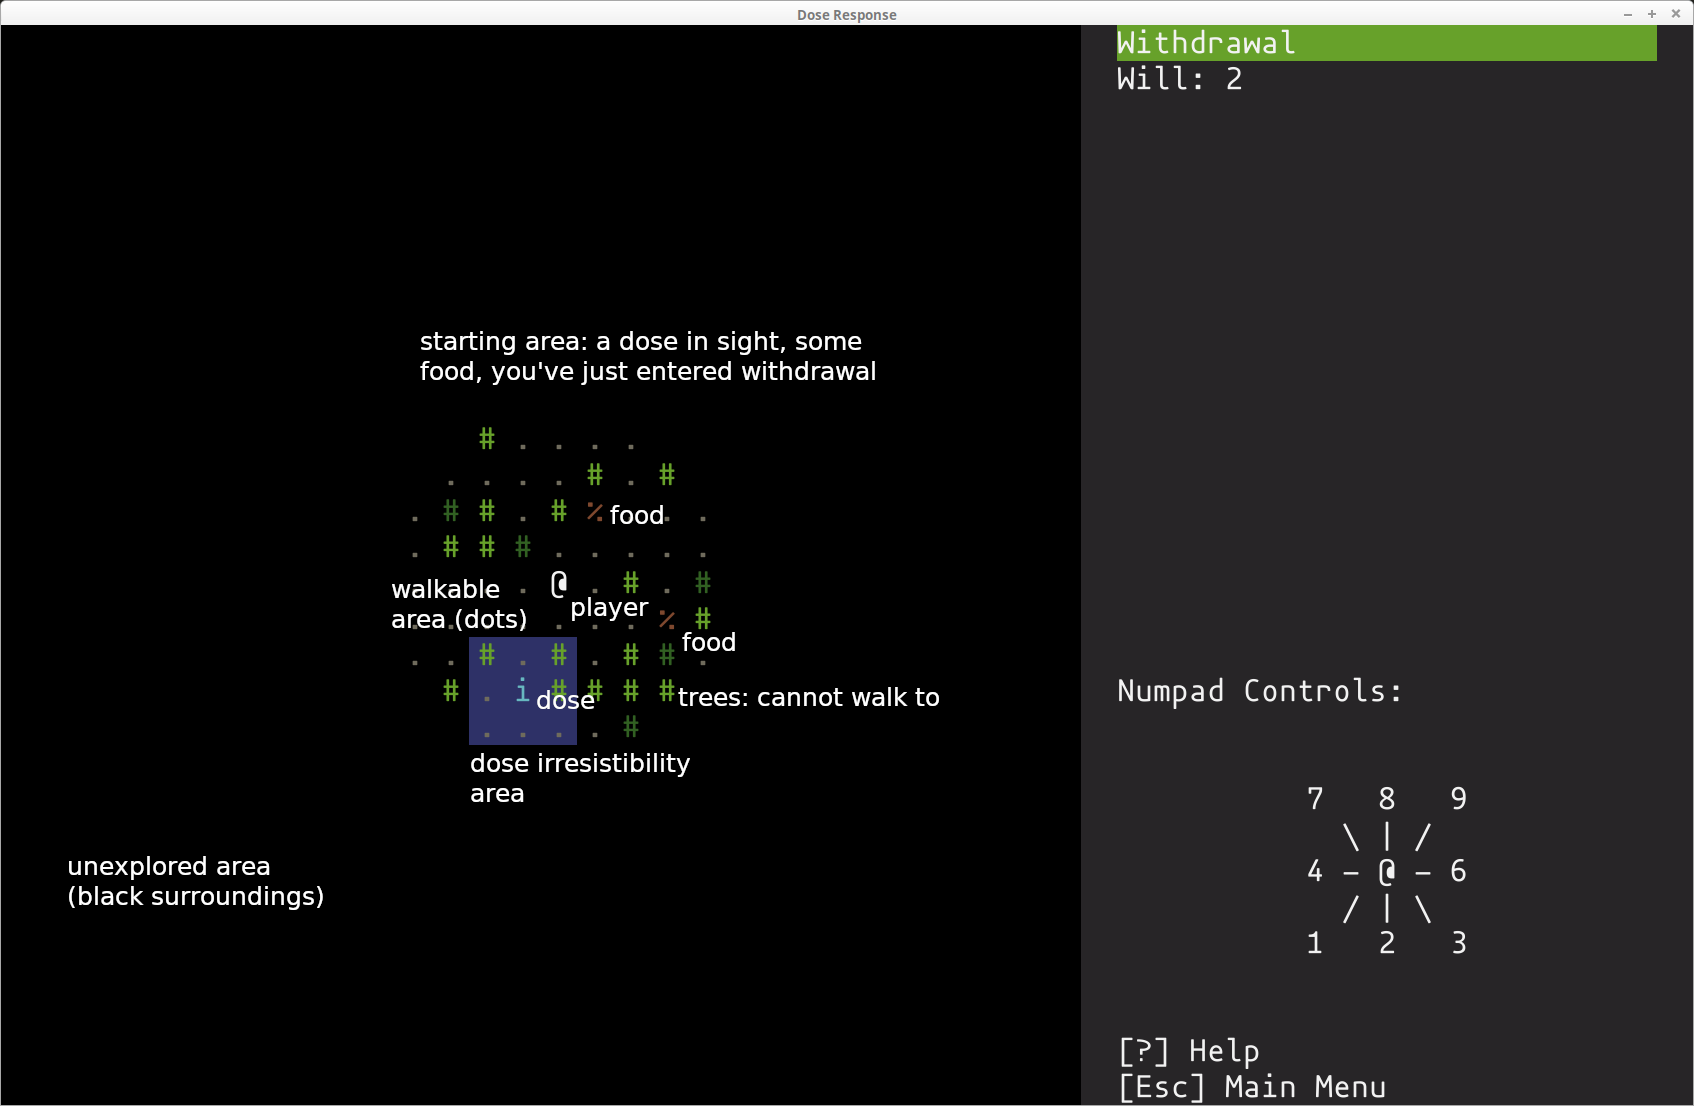 Dose Response
Withdrawal
Will: 2
starting area: a dose in sight, some
food, you've just entered withdrawal
# . . . .
. . . . # . #
. # # . # % food . .
. # # # . . . . .
walkable . @ . # . #
area (dots) player . % #
food
. . # . # . # # .
# . i dose # # # # trees: cannot walk to
. . . . #
dose irresistibility
area
unexplored area
(black surroundings)
Numpad Controls:
7 8 9
\ | /
4 - @ - 6
/ | \
1 2 3
[?] Help
[Esc] Main Menu